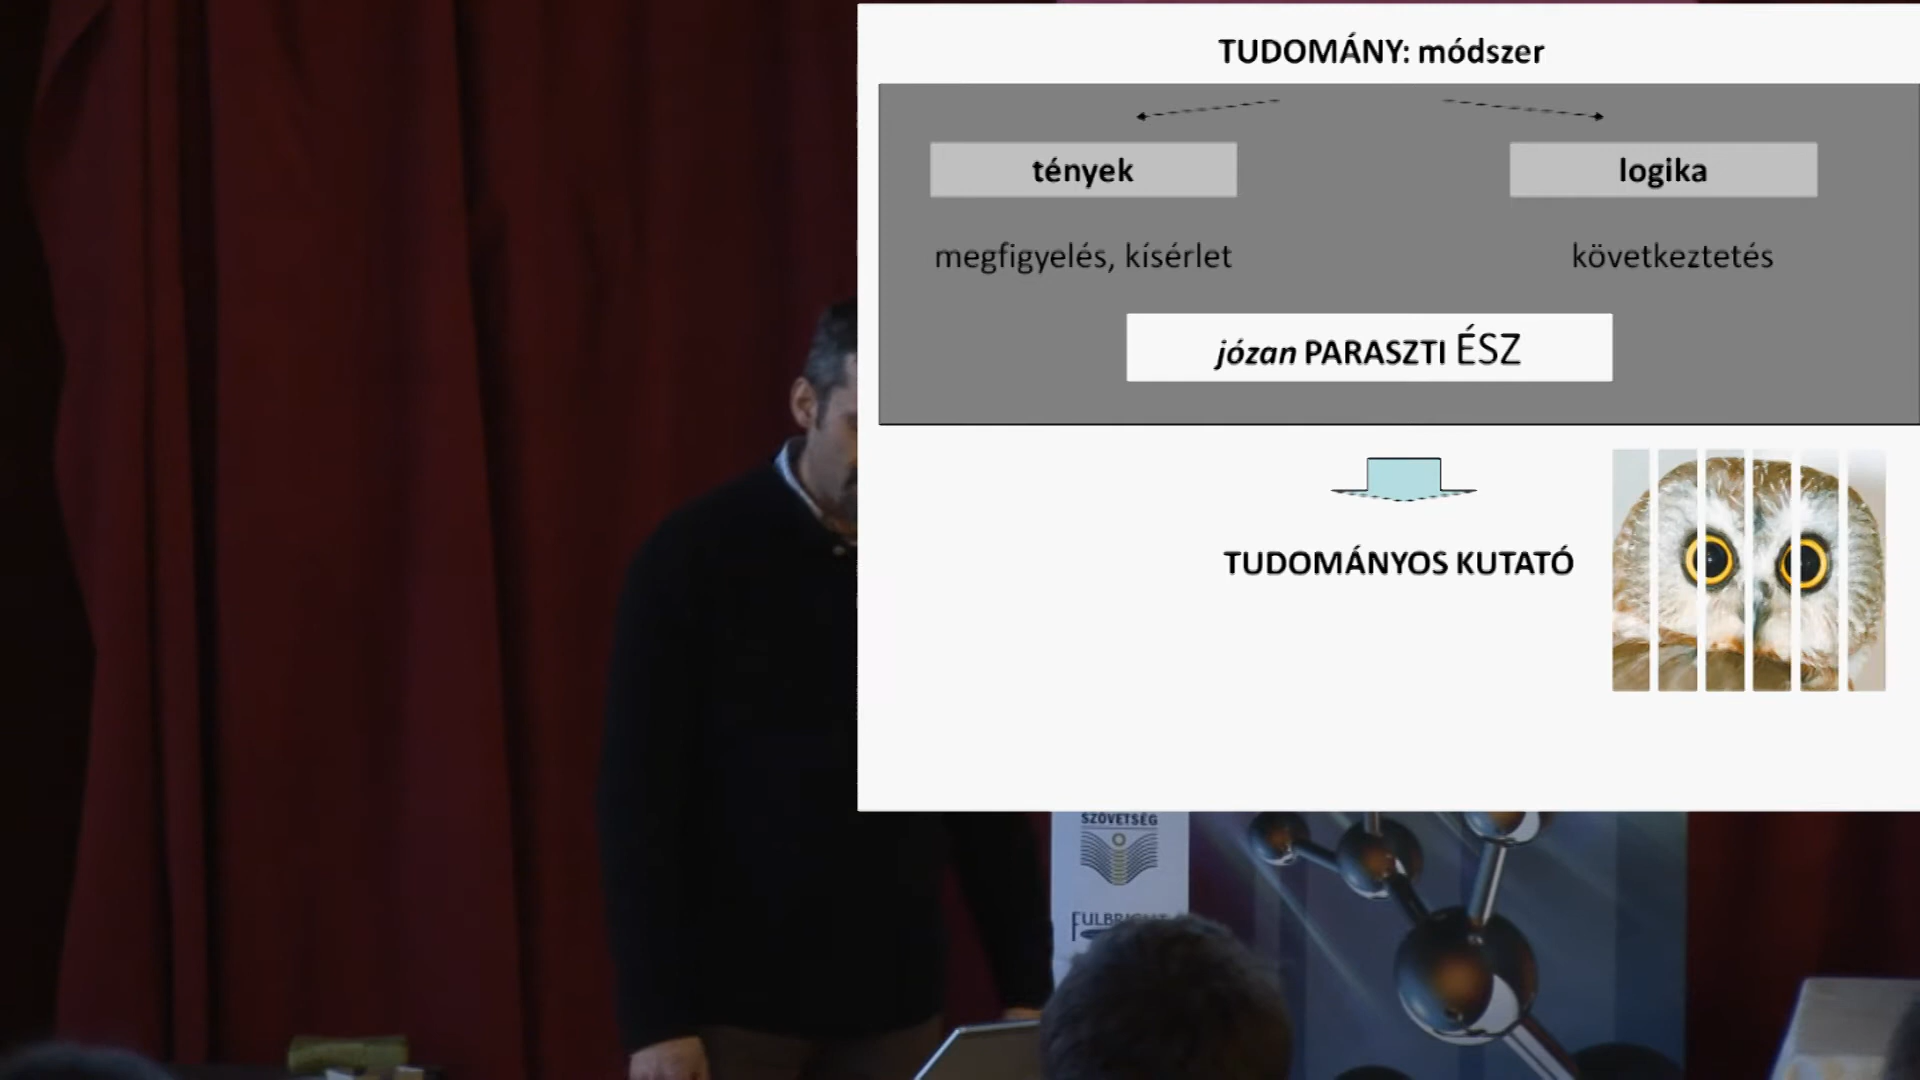 TUDOMÁNY: módszer
tények
logika
megfigyelés, kísérlet
következtetés
józan PARASZTI ÉSZ
TUDOMÁNYOS KUTATÓ
SZÖVETSÉG